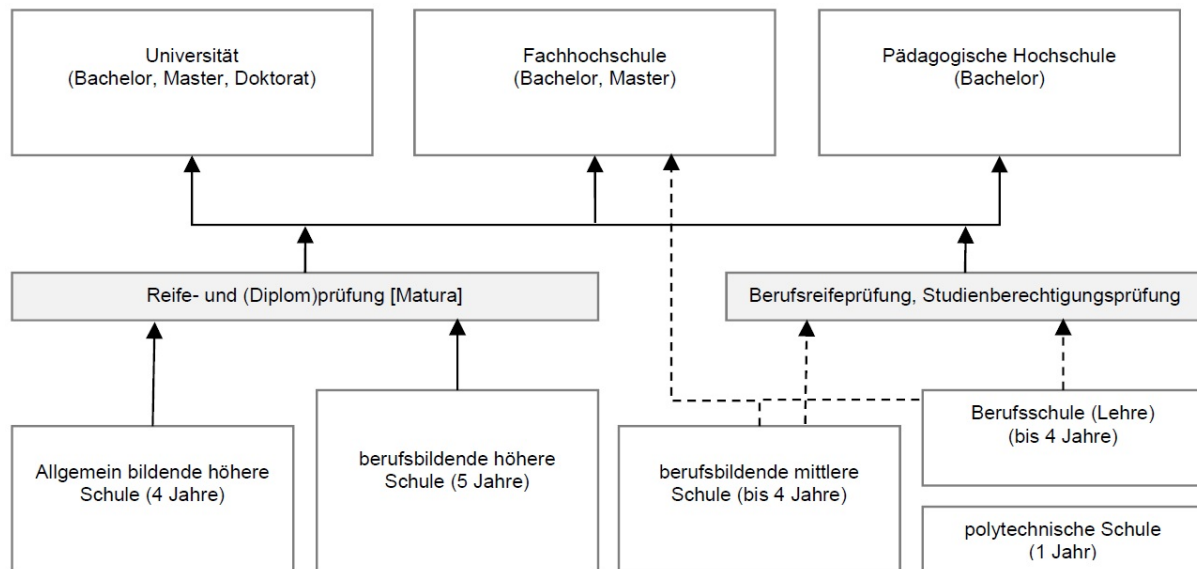 Universität
(Bachelor, Master, Doktorat)
Fachhochschule
(Bachelor, Master)
Pädagogische Hochschule
(Bachelor)
Reife- und (Diplom)prüfung [Matura]
Berufsreifeprüfung, Studienberechtigungsprüfung
Allgemein bildende höhere
Schule (4 Jahre)
berufsbildende höhere
Schule (5 Jahre)
berufsbildende mittlere
Schule (bis 4 Jahre)
Berufsschule (Lehre)
(bis 4 Jahre)
polytechnische Schule
(1 Jahr)